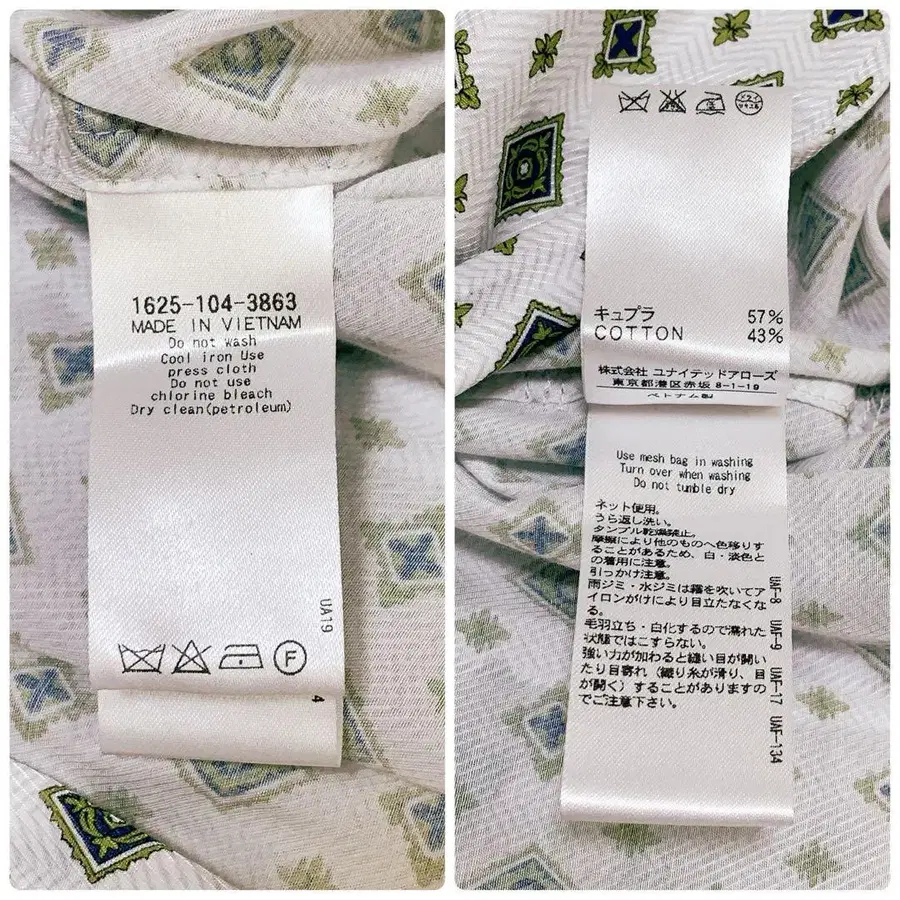 1625-104-3863
MADE IN VIETNAM
Do not wash
Cool iron Use
press cloth
Do not use
chlorine bleach
Dry clean(petroleum)
UA19
F
4
キュプラ 57%
COTTON 43%
株式会社 ユナイテッドアローズ
東京都港区赤坂 8-1-19
ベトナム製
Use mesh bag in washing
Turn over when washing
Do not tumble dry
ネット使用。
うら返し洗い。
タンブル乾燥禁止。
摩擦により他のものへ色移りす
ることがあるため、白・淡色と
の着用に注意。
引っかけ注意。
雨ジミ・水ジミは霧を吹いてア
イロンがけにより目立たなくな
る。
毛羽立ち・白化するので濡れた
状態ではこすらない。
強い力が加わると縫い目が開い
たり目寄れ（織り糸が滑り、目
が開く）することがありますの
でご注意下さい。
UAF-8 UAF-9 UAF-17 UAF-134